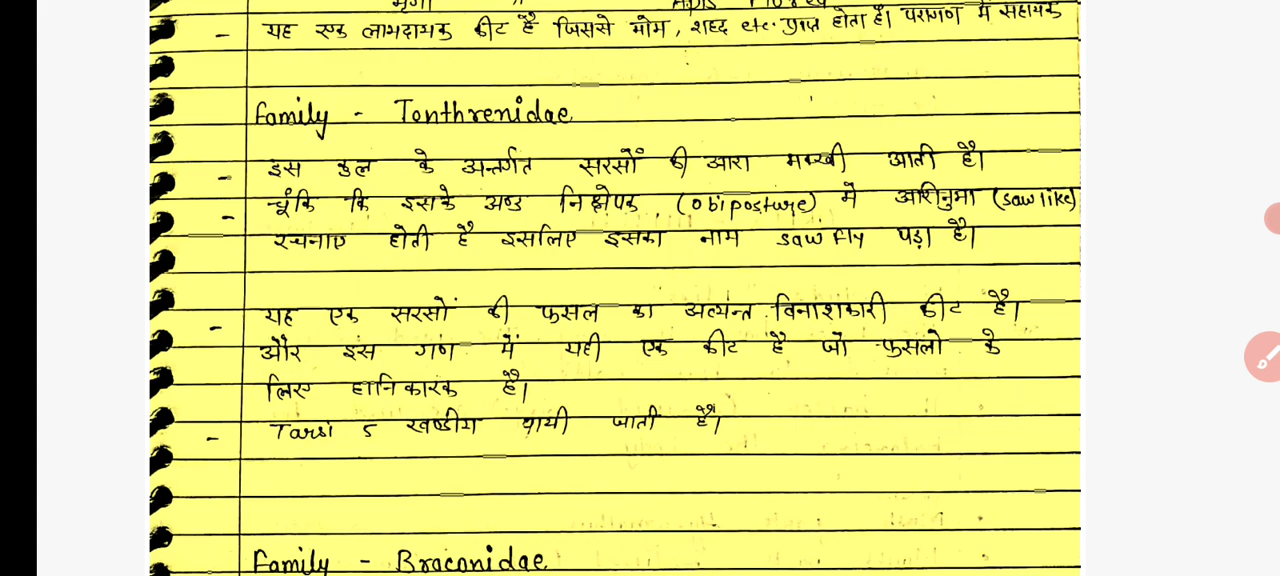 यह एक लाभदायक कीट है जिससे मोम, शहद etc. प्राप्त होता है। परागण में सहायक
Family - Tenthrenidae
- इस कुल के अन्तर्गत सरसों की आरा मक्खी आती है।
- चूँकि कि इसके अण्ड निक्षेपक (obiposture) मे आरीनुमा (saw like)
रचनाए होती है इसलिए इसका नाम saw fly पड़ा है।
- यह एक सरसों की फसल का अत्यन्त विनाशकारी कीट है।
और इस गण में यही एक कीट है जो फसलो के
लिए हानिकारक है।
- Tarsi 5 खण्डीय पायी जाती है।
Family - Braconidae